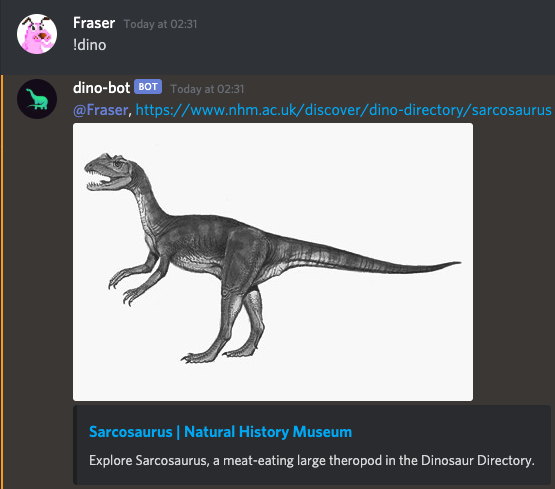 Fraser Today at 02:31
!dino
dino-bot BOT Today at 02:31
@Fraser, https://www.nhm.ac.uk/discover/dino-directory/sarcosaurus
Sarcosaurus | Natural History Museum
Explore Sarcosaurus, a meat-eating large theropod in the Dinosaur Directory.